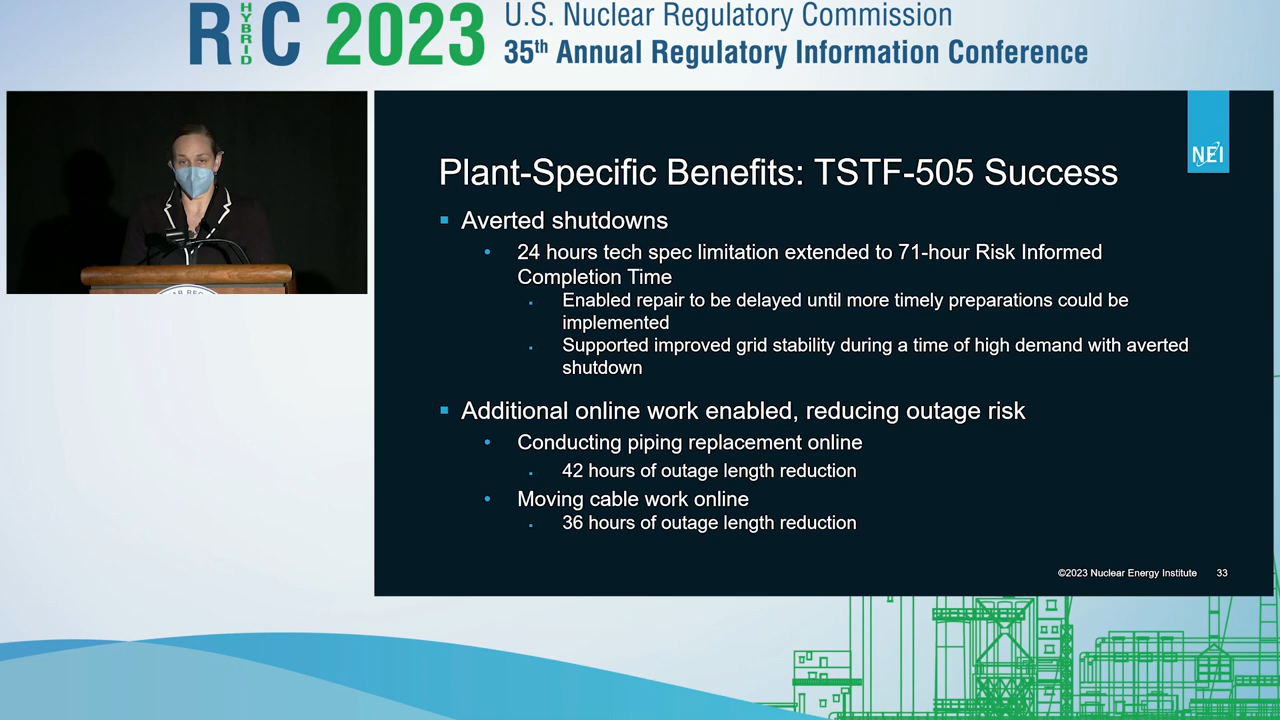 RIC 2023
HYBRID
U.S. Nuclear Regulatory Commission
35th Annual Regulatory Information Conference
NEI
Plant-Specific Benefits: TSTF-505 Success
Averted shutdowns
24 hours tech spec limitation extended to 71-hour Risk Informed
Completion Time
Enabled repair to be delayed until more timely preparations could be
implemented
Supported improved grid stability during a time of high demand with averted
shutdown
Additional online work enabled, reducing outage risk
Conducting piping replacement online
42 hours of outage length reduction
Moving cable work online
36 hours of outage length reduction
©2023 Nuclear Energy Institute 33